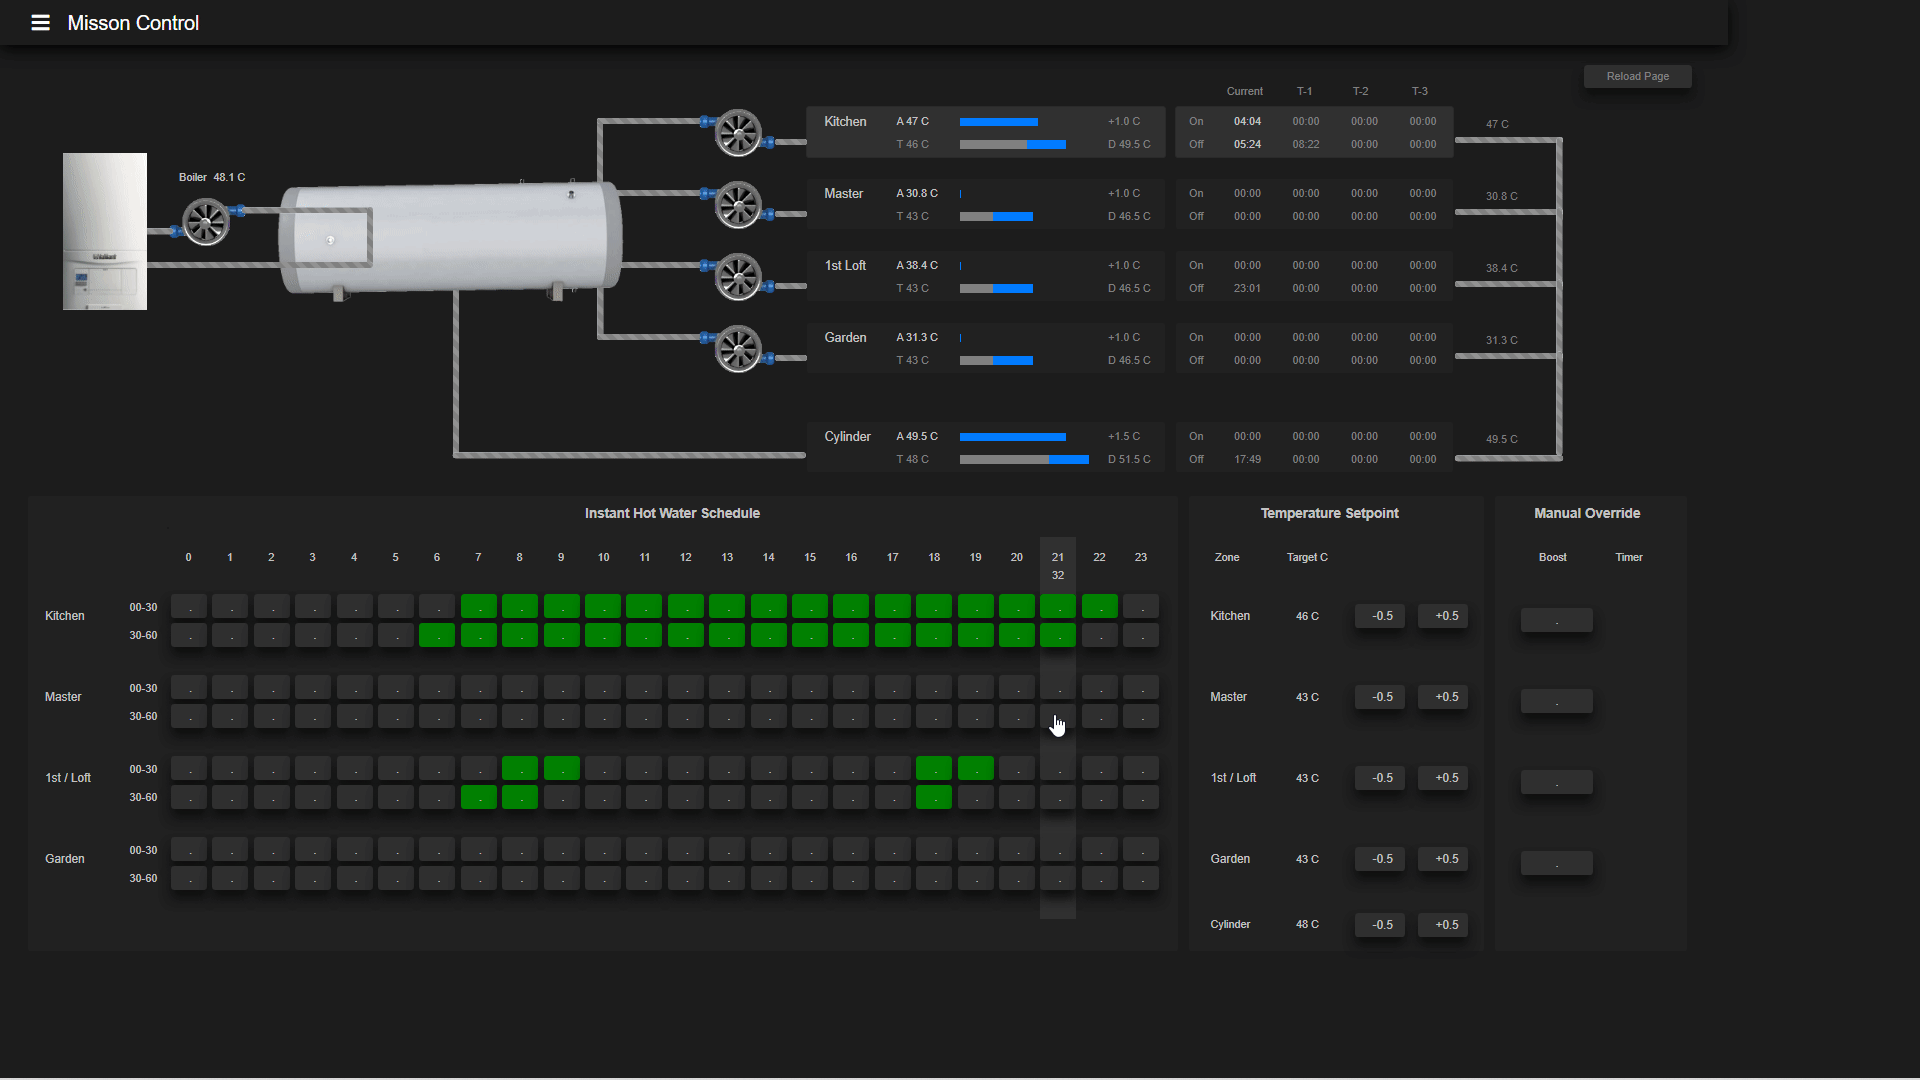 Misson Control
Reload Page
Current T-1 T-2 T-3
Kitchen A 47 C +1.0 C On 04:04 00:00 00:00 00:00 47 C
T 46 C D 49.5 C Off 05:24 08:22 00:00 00:00
Boiler 48.1 C
Master A 30.8 C +1.0 C On 00:00 00:00 00:00 00:00 30.8 C
T 43 C D 46.5 C Off 00:00 00:00 00:00 00:00
1st Loft A 38.4 C +1.0 C On 00:00 00:00 00:00 00:00 38.4 C
T 43 C D 46.5 C Off 23:01 00:00 00:00 00:00
Vaillant
Garden A 31.3 C +1.0 C On 00:00 00:00 00:00 00:00 31.3 C
T 43 C D 46.5 C Off 00:00 00:00 00:00 00:00
Cylinder A 49.5 C +1.5 C On 00:00 00:00 00:00 00:00 49.5 C
T 48 C D 51.5 C Off 17:49 00:00 00:00 00:00
Instant Hot Water Schedule
0 1 2 3 4 5 6 7 8 9 10 11 12 13 14 15 16 17 18 19 20 21 22 23
32
Kitchen
00-30 . . . . . . . . . . . . . . . . . . . . . . . .
30-60 . . . . . . . . . . . . . . . . . . . . . . . .
Master
00-30 . . . . . . . . . . . . . . . . . . . . . . . .
30-60 . . . . . . . . . . . . . . . . . . . . . . . .
1st / Loft
00-30 . . . . . . . . . . . . . . . . . . . . . . . .
30-60 . . . . . . . . . . . . . . . . . . . . . . . .
Garden
00-30 . . . . . . . . . . . . . . . . . . . . . . . .
30-60 . . . . . . . . . . . . . . . . . . . . . . . .
Temperature Setpoint
Zone Target C
Kitchen 46 C -0.5 +0.5
Master 43 C -0.5 +0.5
1st / Loft 43 C -0.5 +0.5
Garden 43 C -0.5 +0.5
Cylinder 48 C -0.5 +0.5
Manual Override
Boost Timer
.
.
.
.